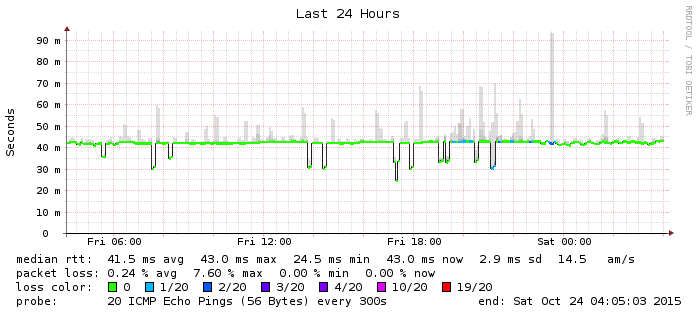 Last 24 Hours
RRDTOOL / TOBI OETIKER
Seconds
90 m
80 m
70 m
60 m
50 m
40 m
30 m
20 m
10 m
0
Fri 06:00 Fri 12:00 Fri 18:00 Sat 00:00
median rtt: 41.5 ms avg 43.0 ms max 24.5 ms min 43.0 ms now 2.9 ms sd 14.5 am/s
packet loss: 0.24 % avg 7.60 % max 0.00 % min 0.00 % now
loss color: 0 1/20 2/20 3/20 4/20 10/20 19/20
probe: 20 ICMP Echo Pings (56 Bytes) every 300s end: Sat Oct 24 04:05:03 2015